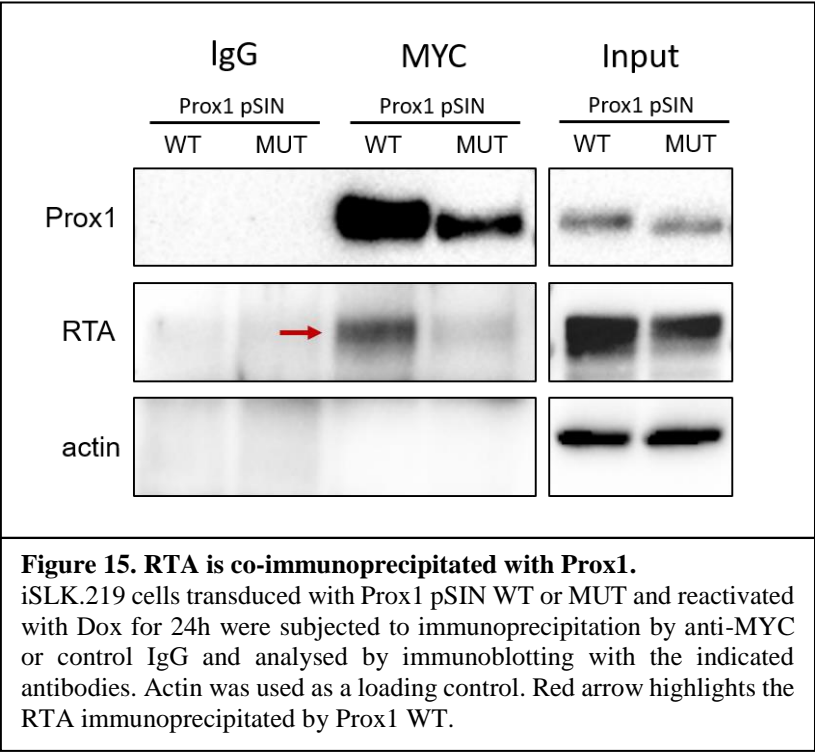 IgG MYC Input
Prox1 pSIN Prox1 pSIN Prox1 pSIN
WT MUT WT MUT WT MUT
Prox1
RTA
actin
Figure 15. RTA is co-immunoprecipitated with Prox1.
iSLK.219 cells transduced with Prox1 pSIN WT or MUT and reactivated
with Dox for 24h were subjected to immunoprecipitation by anti-MYC
or control IgG and analysed by immunoblotting with the indicated
antibodies. Actin was used as a loading control. Red arrow highlights the
RTA immunoprecipitated by Prox1 WT.